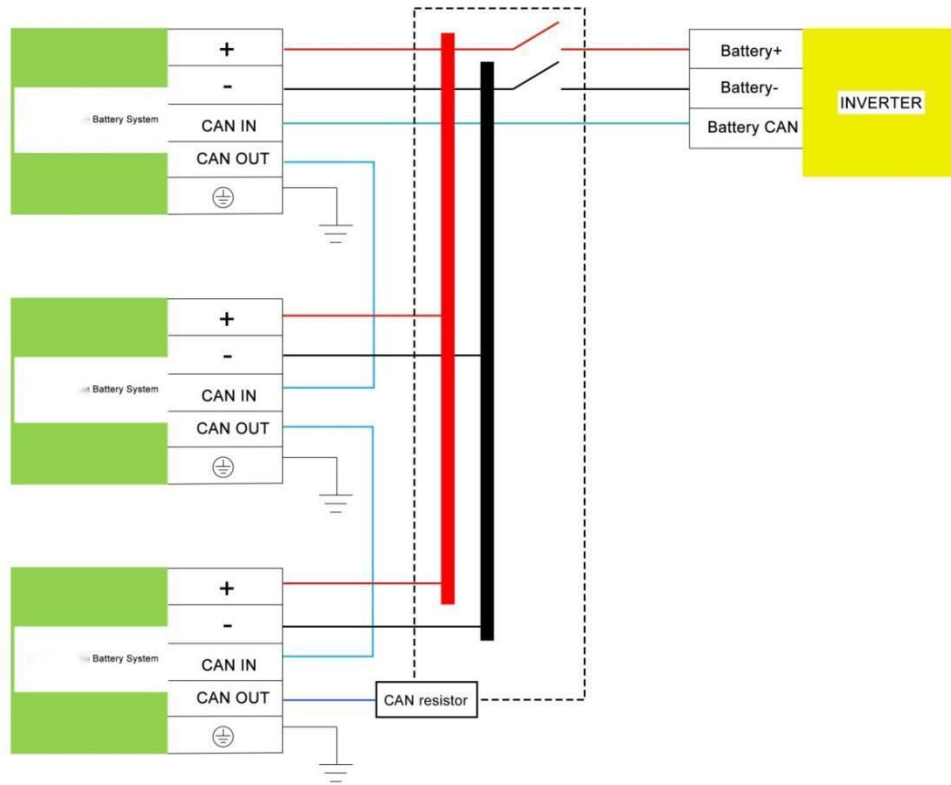 +
-
Battery System
CAN IN
CAN OUT
Battery+
Battery-
Battery CAN
INVERTER
+
-
Battery System
CAN IN
CAN OUT
+
-
Battery System
CAN IN
CAN OUT
CAN resistor